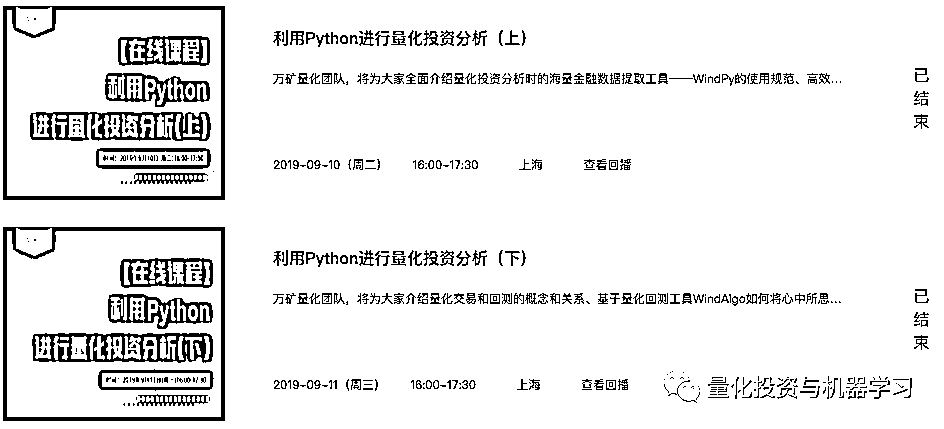 【在线课程】
利用Python
进行量化投资分析(上)
利用Python进行量化投资分析（上）
万矿量化团队，将为大家全面介绍量化投资分析时的海量金融数据提取工具——WindPy的使用规范、高效...
2019-09-10（周二） 16:00-17:30 上海 查看回播
已结束
【在线课程】
利用Python
进行量化投资分析(下)
利用Python进行量化投资分析（下）
万矿量化团队，将为大家介绍量化交易和回测的概念和关系、基于量化回测工具WindAlgo如何将心中所思...
2019-09-11（周三） 16:00-17:30 上海 查看回播
已结束
量化投资与机器学习